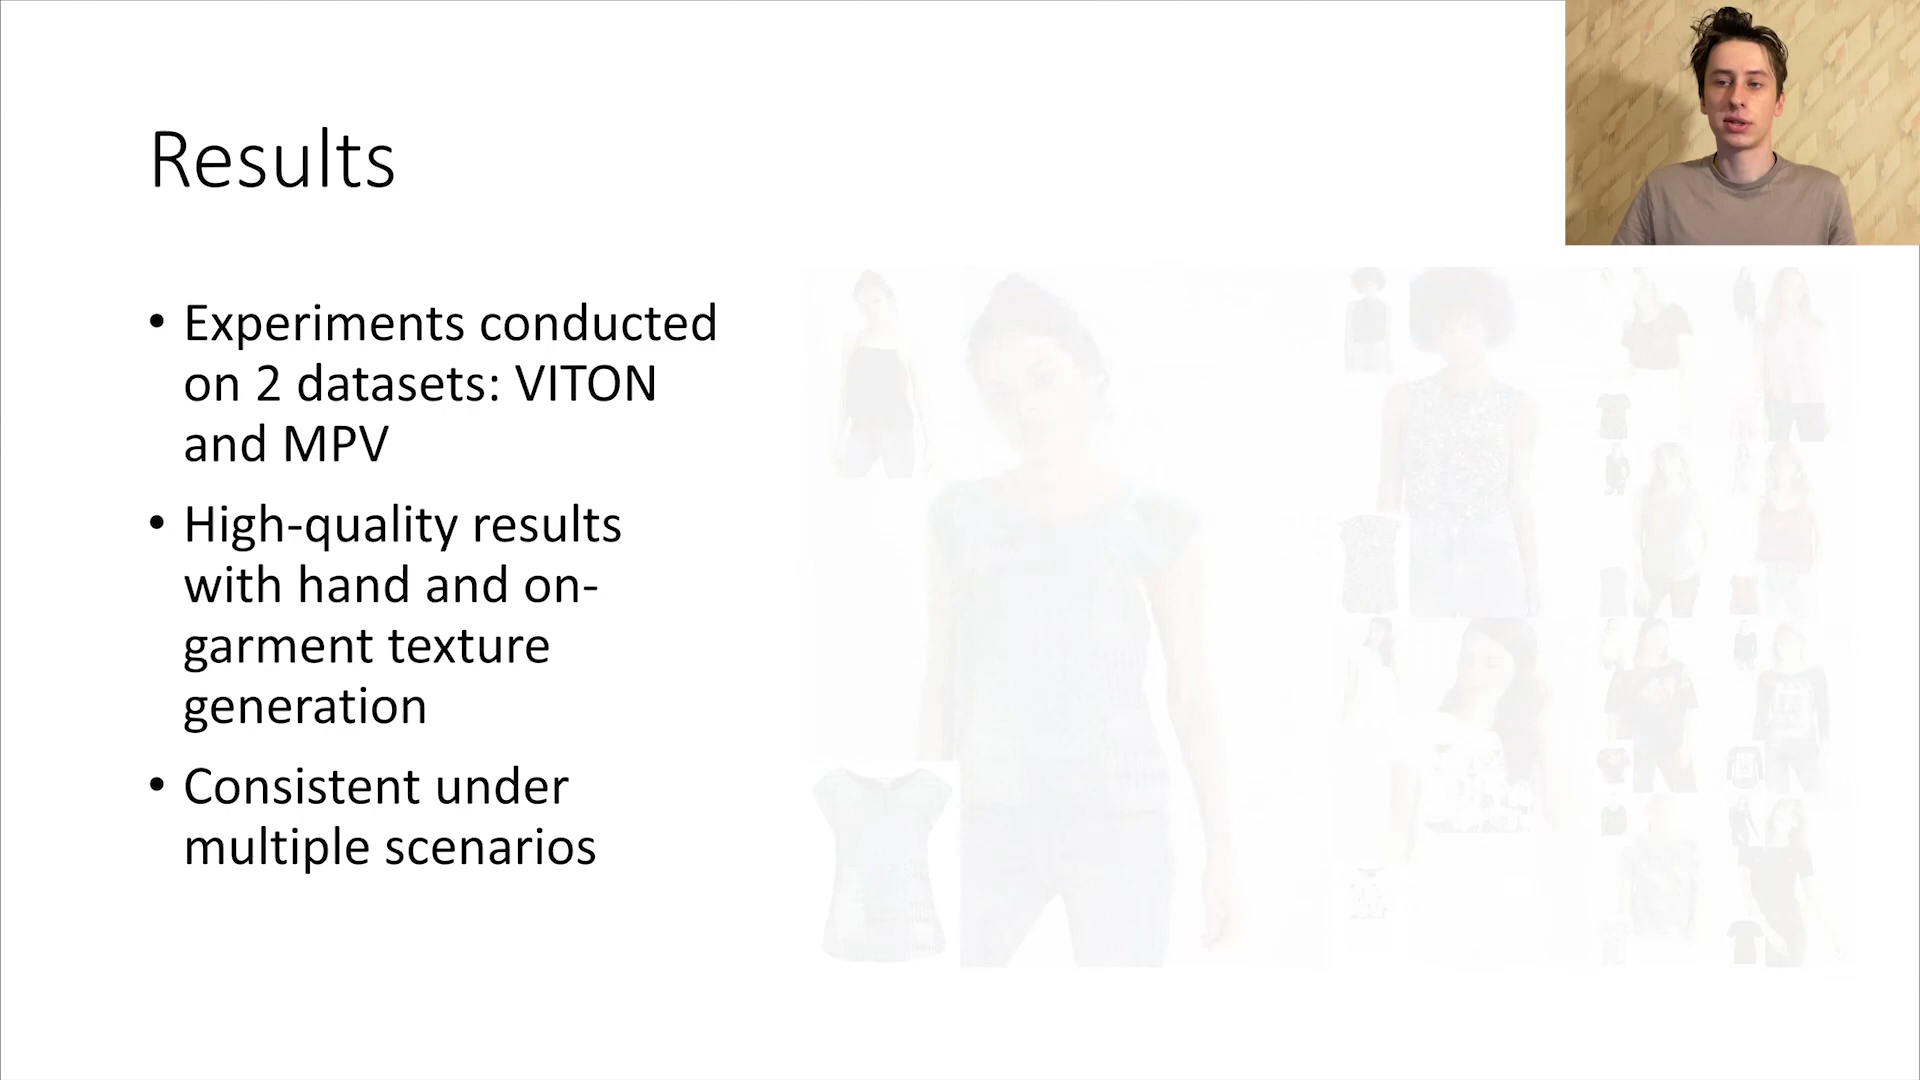 Results
• Experiments conducted
on 2 datasets: VITON
and MPV
• High-quality results
with hand and on-
garment texture
generation
• Consistent under
multiple scenarios